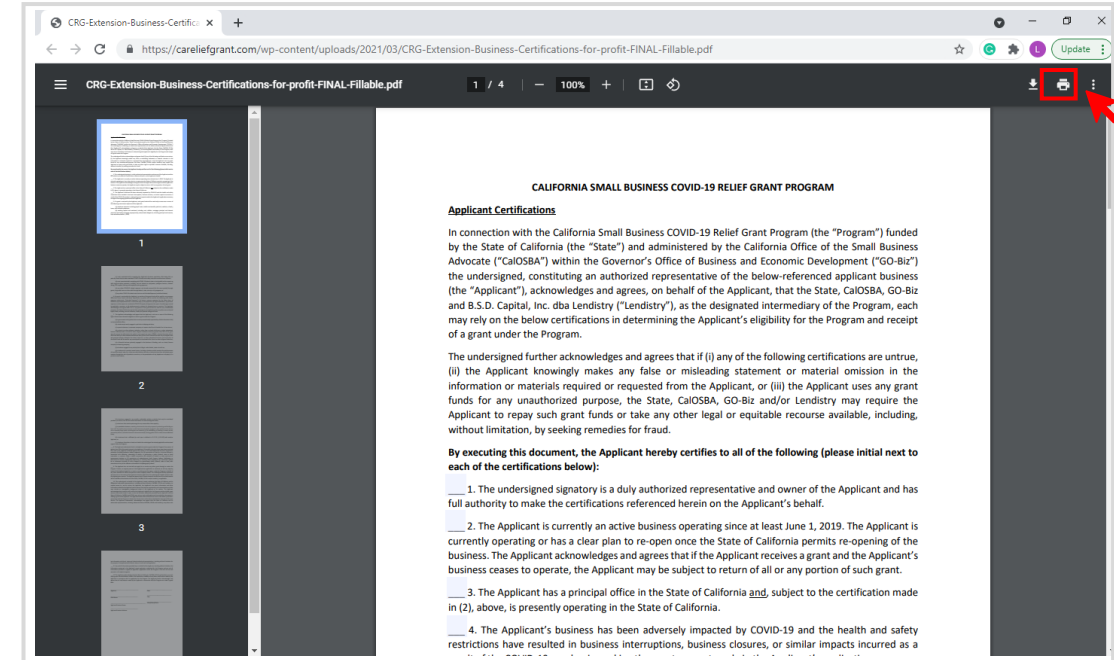 CRG-Extension-Business-Certific
https://careliefgrant.com/wp-content/uploads/2021/03/CRG-Extension-Business-Certifications-for-profit-FINAL-Fillable.pdf
L
Update
CRG-Extension-Business-Certifications-for-profit-FINAL-Fillable.pdf
1 / 4
100%
1
2
3
CALIFORNIA SMALL BUSINESS COVID-19 RELIEF GRANT PROGRAM
Applicant Certifications
In connection with the California Small Business COVID-19 Relief Grant Program (the “Program”) funded
by the State of California (the “State”) and administered by the California Office of the Small Business
Advocate (“CalOSBA”) within the Governor’s Office of Business and Economic Development (“GO-Biz”)
the undersigned, constituting an authorized representative of the below-referenced applicant business
(the “Applicant”), acknowledges and agrees, on behalf of the Applicant, that the State, CalOSBA, GO-Biz
and B.S.D. Capital, Inc. dba Lendistry (“Lendistry”), as the designated intermediary of the Program, each
may rely on the below certifications in determining the Applicant’s eligibility for the Program and receipt
of a grant under the Program.
The undersigned further acknowledges and agrees that if (i) any of the following certifications are untrue,
(ii) the Applicant knowingly makes any false or misleading statement or material omission in the
information or materials required or requested from the Applicant, or (iii) the Applicant uses any grant
funds for any unauthorized purpose, the State, CalOSBA, GO-Biz and/or Lendistry may require the
Applicant to repay such grant funds or take any other legal or equitable recourse available, including,
without limitation, by seeking remedies for fraud.
By executing this document, the Applicant hereby certifies to all of the following (please initial next to
each of the certifications below):
___ 1. The undersigned signatory is a duly authorized representative and owner of the Applicant and has
full authority to make the certifications referenced herein on the Applicant’s behalf.
___ 2. The Applicant is currently an active business operating since at least June 1, 2019. The Applicant is
currently operating or has a clear plan to re-open once the State of California permits re-opening of the
business. The Applicant acknowledges and agrees that if the Applicant receives a grant and the Applicant’s
business ceases to operate, the Applicant may be subject to return of all or any portion of such grant.
___ 3. The Applicant has a principal office in the State of California and, subject to the certification made
in (2), above, is presently operating in the State of California.
___ 4. The Applicant’s business has been adversely impacted by COVID-19 and the health and safety
restrictions have resulted in business interruptions, business closures, or similar impacts incurred as a